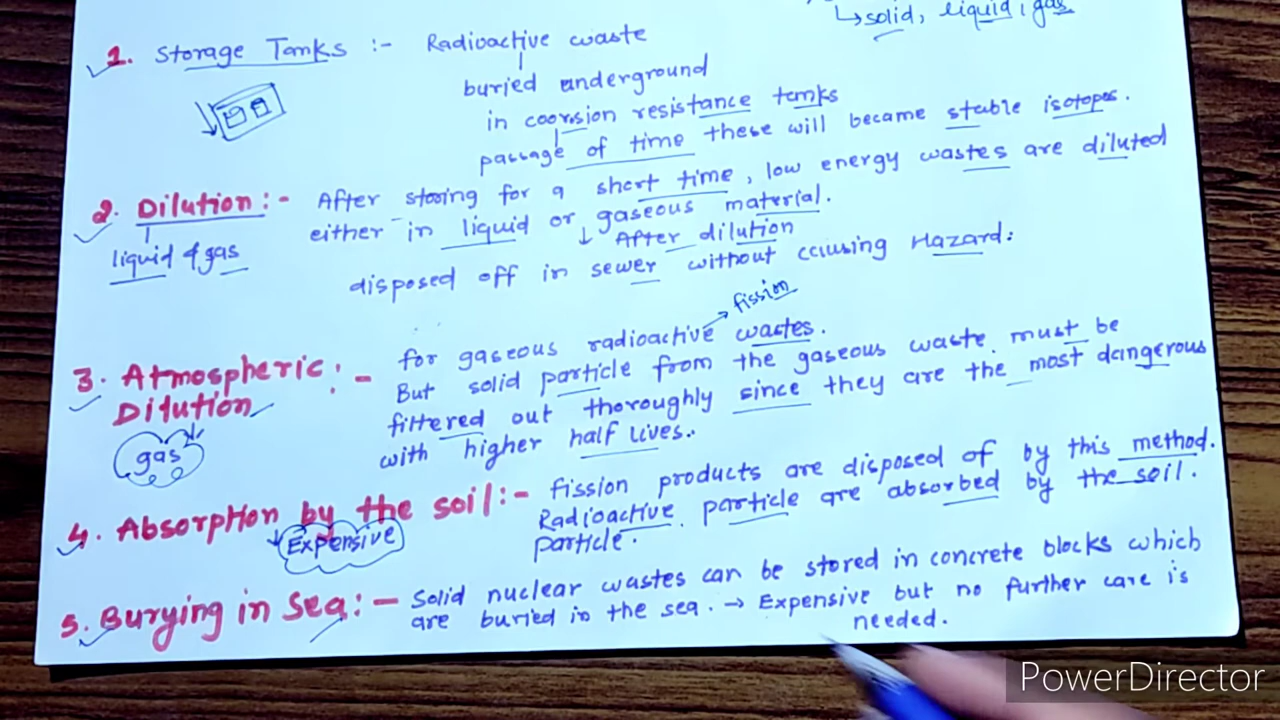 ↳ solid, liquid, gas
1. Storage Tanks :- Radioactive waste
buried underground
in coorosion resistance tanks
passage of time these will became stable isotopes.
2. Dilution :- After storing for a short time, low energy wastes are diluted
either in liquid or gaseous material.
liquid & gas
↓ After dilution
disposed off in sewer without causing Hazard:
3. Atmospheric Dilution :- for gaseous radioactive wastes. → fission
But solid particle from the gaseous waste must be
filtered out thoroughly since they are the most dangerous
with higher half lives.
gas
4. Absorption by the soil :- fission products are disposed of by this method.
Radioactive particle are absorbed by the soil.
particle.
Expensive
5. Burying in Sea :- Solid nuclear wastes can be stored in concrete blocks which
are buried in the sea. → Expensive but no further care is
needed.
PowerDirector